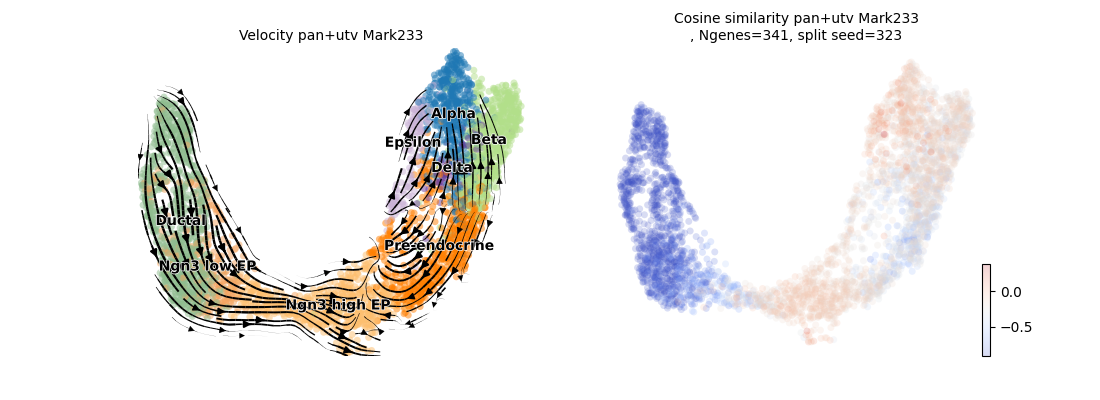 Velocity pan+utv Mark233
Alpha
Epsilon
Beta
Delta
Ductal
Pre-endocrine
Ngn3 low EP
Ngn3 high EP
Cosine similarity pan+utv Mark233
, Ngenes=341, split seed=323
0.0
−0.5